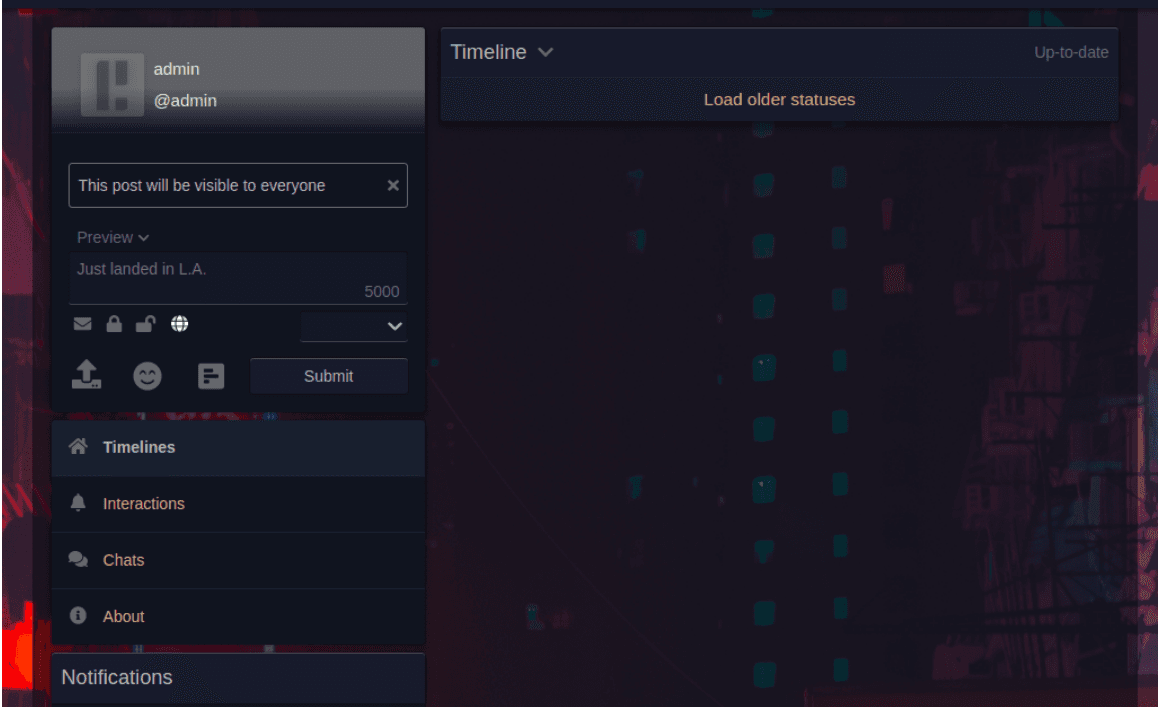 admin
@admin
This post will be visible to everyone
Preview
Just landed in L.A.
5000
Submit
Timelines
Interactions
Chats
About
Notifications
Timeline
Up-to-date
Load older statuses